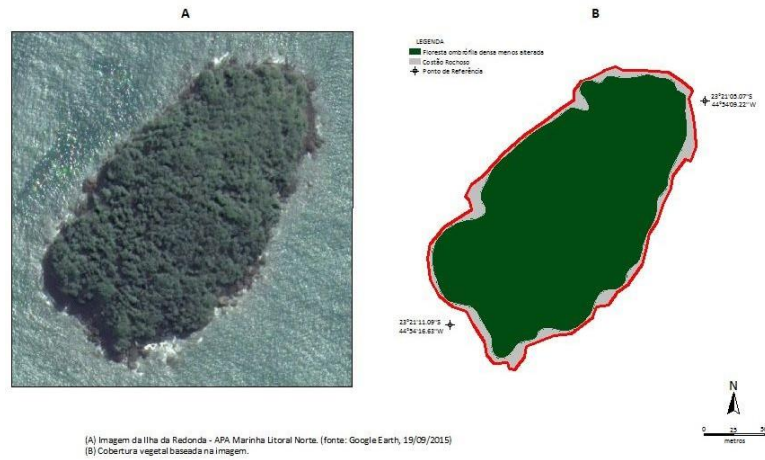 A
B
LEGENDA
Floresta ombrófila densa menos alterada
Costão Rochoso
Ponto de Referência
23°21'05.07"S
44°54'09.22"W
23°21'11.09"S
44°54'16.63"W
N
0 25 50
metros
(A) Imagem da Ilha da Redonda - APA Marinha Litoral Norte. (fonte: Google Earth, 19/09/2015)
(B) Cobertura vegetal baseada na imagem.